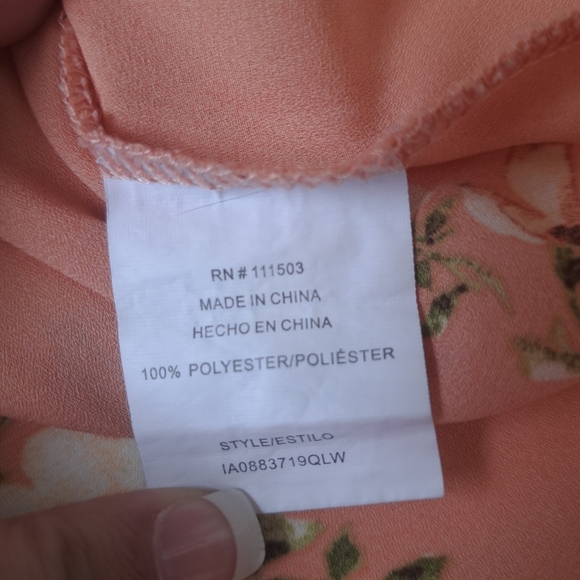 RN # 111503
MADE IN CHINA
HECHO EN CHINA
100% POLYESTER/POLIÉSTER
STYLE/ESTILO
IA0883719QLW